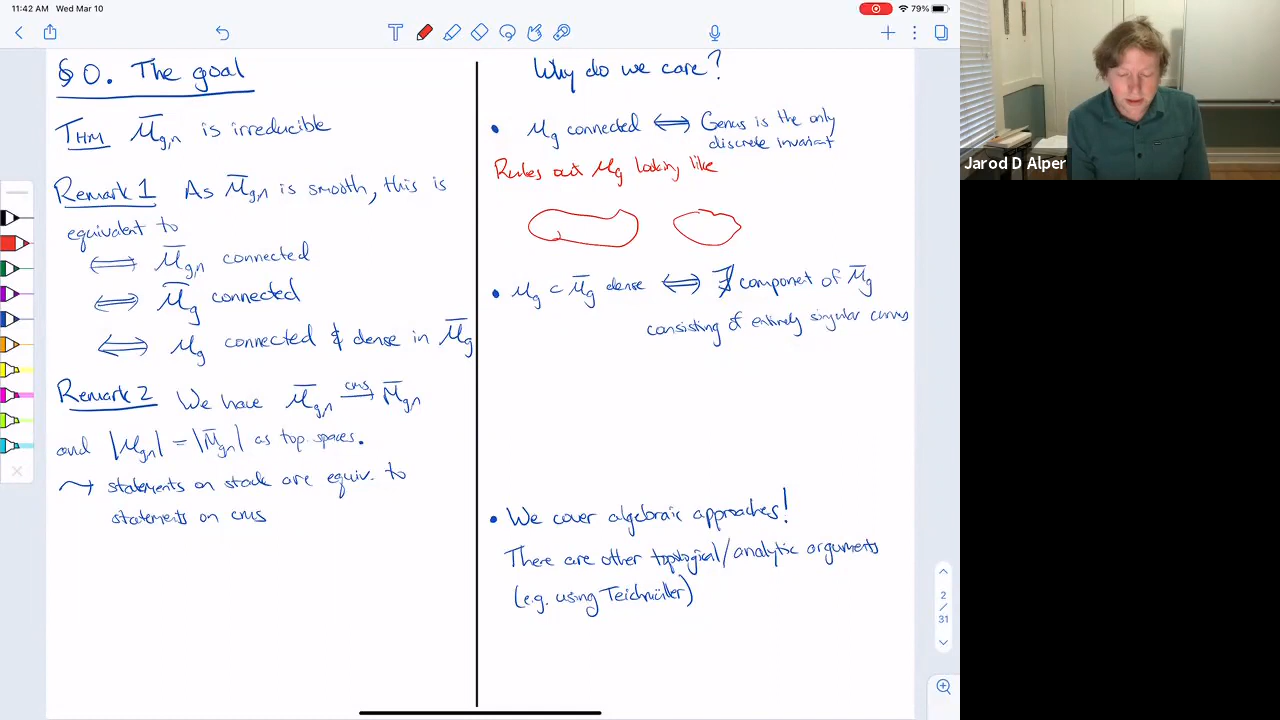 11:42 AM Wed Mar 10
79%
§0. The goal
THM M̄g,n is irreducible
Remark 1 As M̄g,n is smooth, this is
equivalent to
⟺ M̄g,n connected
⟺ M̄g connected
⟺ Mg connected & dense in M̄g
Remark 2 We have M̄g,n →cms M̄g,n
and |Mg,n| = |M̄g,n| as top spaces.
⤳ statements on stack are equiv. to
statements on cms
Why do we care?
• Mg connected ⟺ Genus is the only
discrete invariant
Rules out Mg looking like
• Mg ⊂ M̄g dense ⟺ ∄ componet of M̄g
consisting of entirely singular curves
• We cover algebraic approaches!
There are other topological/analytic arguments
(e.g. using Teichmüller)
2
/
31
Jarod D Alper